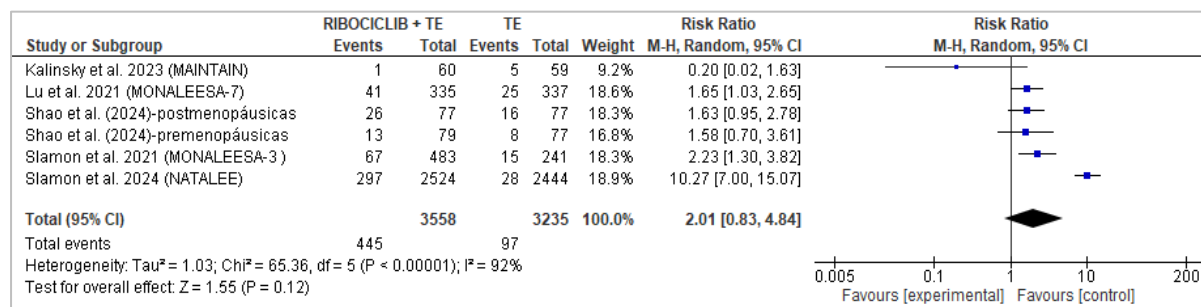 RIBOCICLIB + TE TE Risk Ratio Risk Ratio
Study or Subgroup Events Total Events Total Weight M-H, Random, 95% CI M-H, Random, 95% CI
Kalinsky et al. 2023 (MAINTAIN) 1 60 5 59 9.2% 0.20 [0.02, 1.63]
Lu et al. 2021 (MONALEESA-7) 41 335 25 337 18.6% 1.65 [1.03, 2.65]
Shao et al. (2024)-postmenopáusicas 26 77 16 77 18.3% 1.63 [0.95, 2.78]
Shao et al. (2024)-premenopáusicas 13 79 8 77 16.8% 1.58 [0.70, 3.61]
Slamon et al. 2021 (MONALEESA-3 ) 67 483 15 241 18.3% 2.23 [1.30, 3.82]
Slamon et al. 2024 (NATALEE) 297 2524 28 2444 18.9% 10.27 [7.00, 15.07]
Total (95% CI) 3558 3235 100.0% 2.01 [0.83, 4.84]
Total events 445 97
Heterogeneity: Tau² = 1.03; Chi² = 65.36, df = 5 (P < 0.00001); I² = 92%
Test for overall effect: Z = 1.55 (P = 0.12)
0.005 0.1 1 10 200
Favours [experimental] Favours [control]